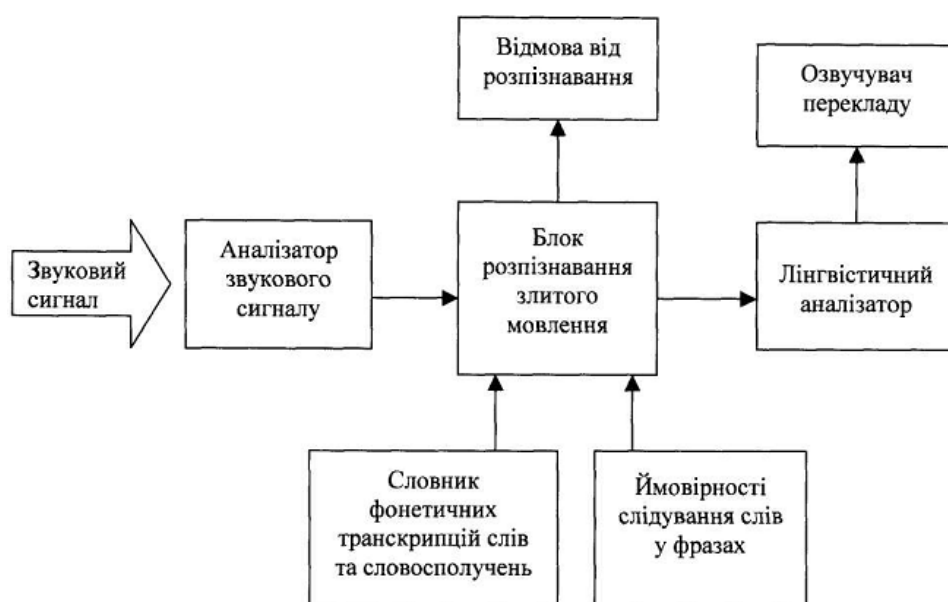 Відмова від
розпізнавання
Озвучувач
перекладу
Звуковий
сигнал
Аналізатор
звукового
сигналу
Блок
розпізнавання
злитого
мовлення
Лінгвістичний
аналізатор
Словник
фонетичних
транскрипцій слів
та словосполучень
Ймовірності
слідування слів
у фразах